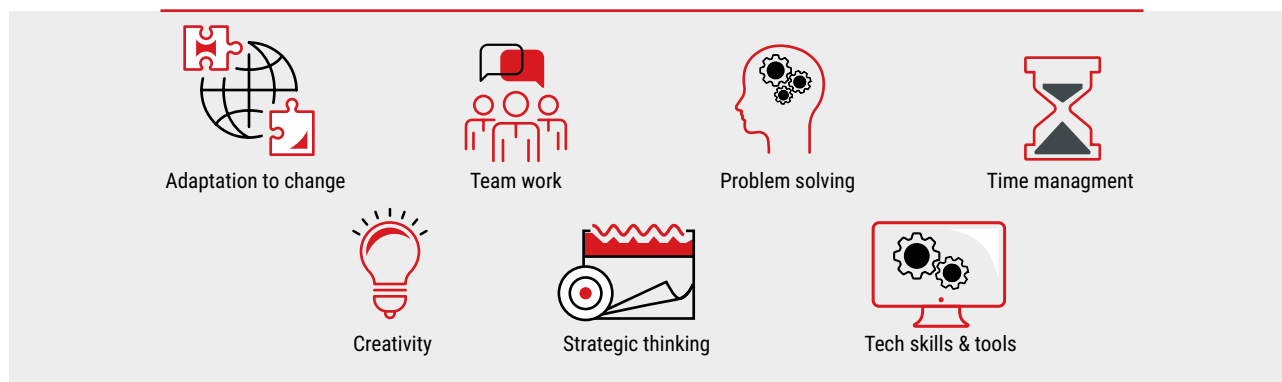 Adaptation to change
Team work
Problem solving
Time managment
Creativity
Strategic thinking
Tech skills & tools